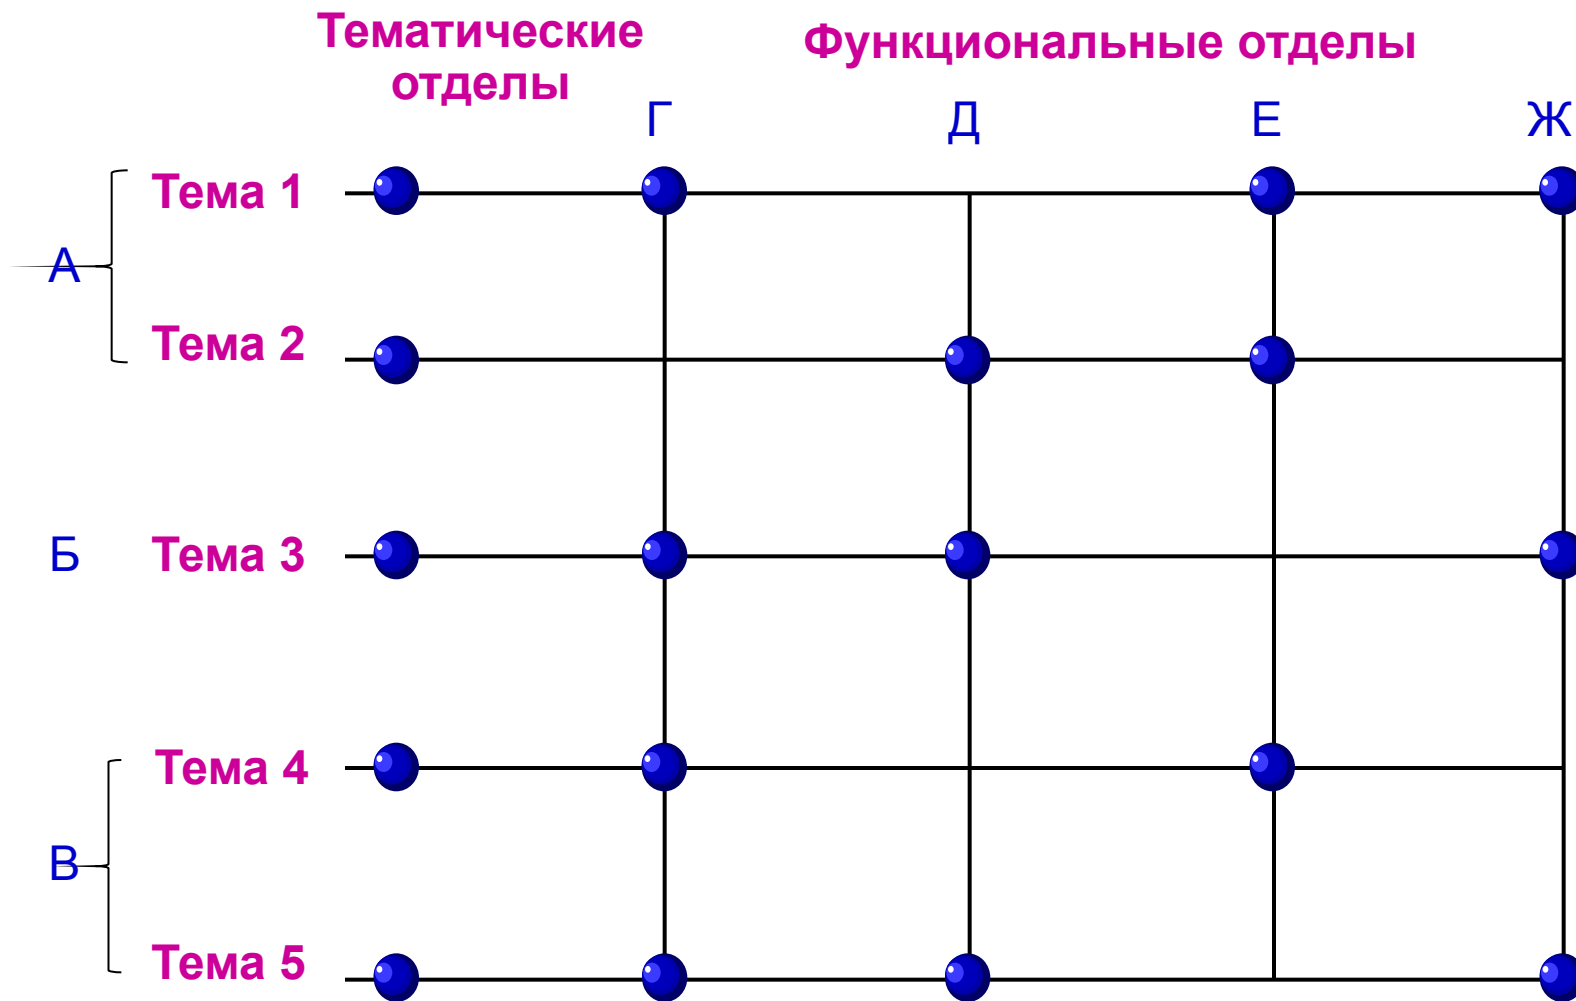 Тематические
отделы
Функциональные отделы
Г Д Е Ж
Тема 1
А
Тема 2
Б Тема 3
Тема 4
В
Тема 5